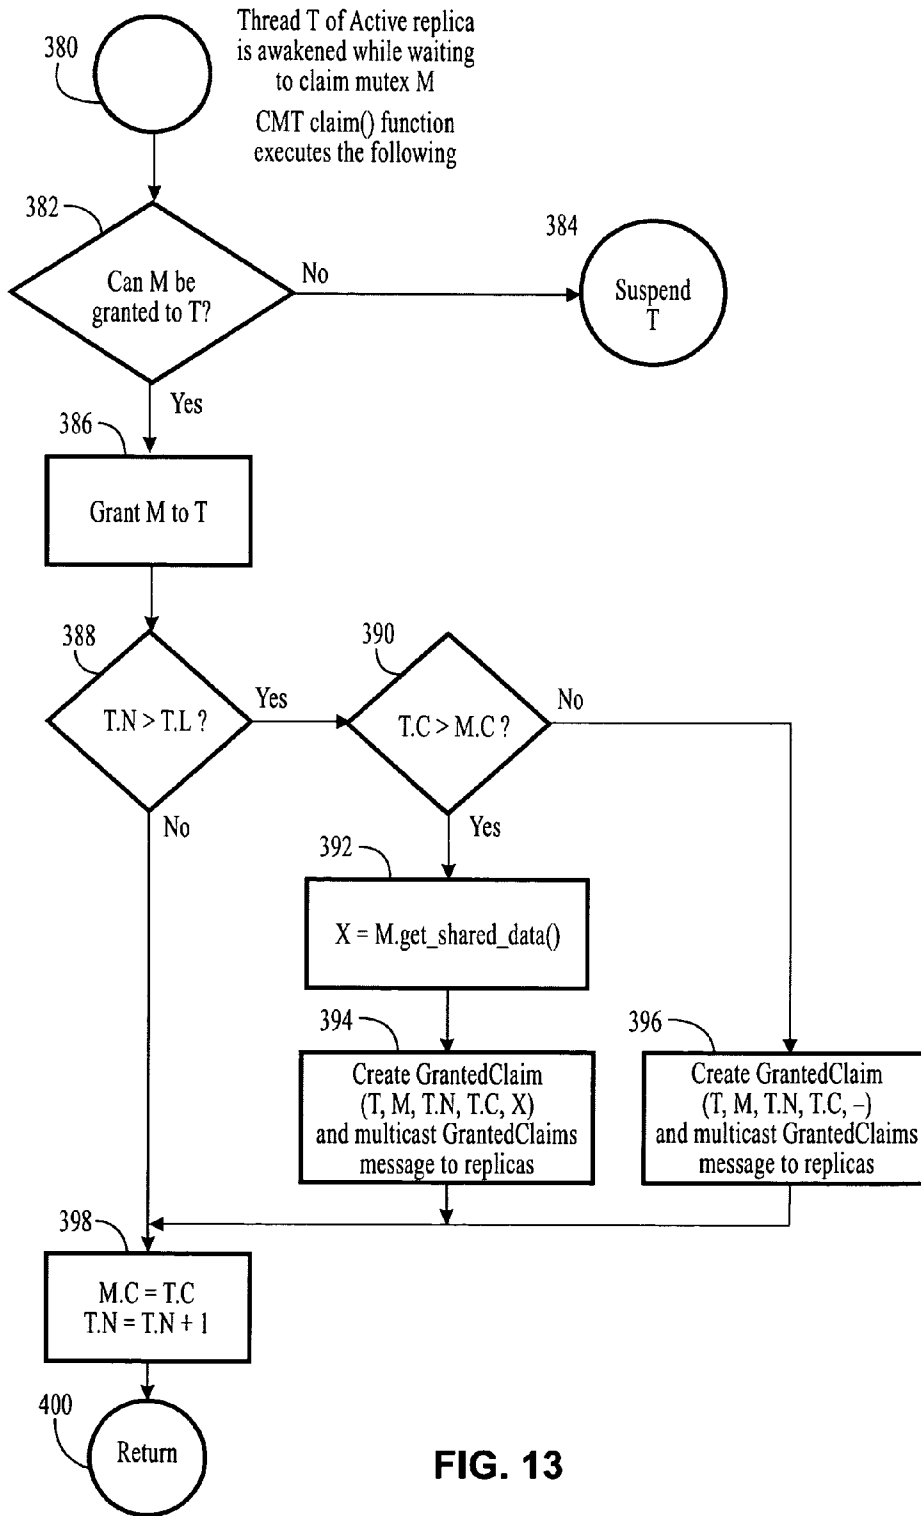 380
Thread T of Active replica
is awakened while waiting
to claim mutex M
CMT claim() function
executes the following
382
Can M be
granted to T?
No
384
Suspend
T
Yes
386
Grant M to T
388
T.N > T.L ?
Yes
390
T.C > M.C ?
No
No
Yes
392
X = M.get_shared_data()
394
Create GrantedClaim
(T, M, T.N, T.C, X)
and multicast GrantedClaims
message to replicas
396
Create GrantedClaim
(T, M, T.N, T.C, –)
and multicast GrantedClaims
message to replicas
398
M.C = T.C
T.N = T.N + 1
400
Return
FIG. 13